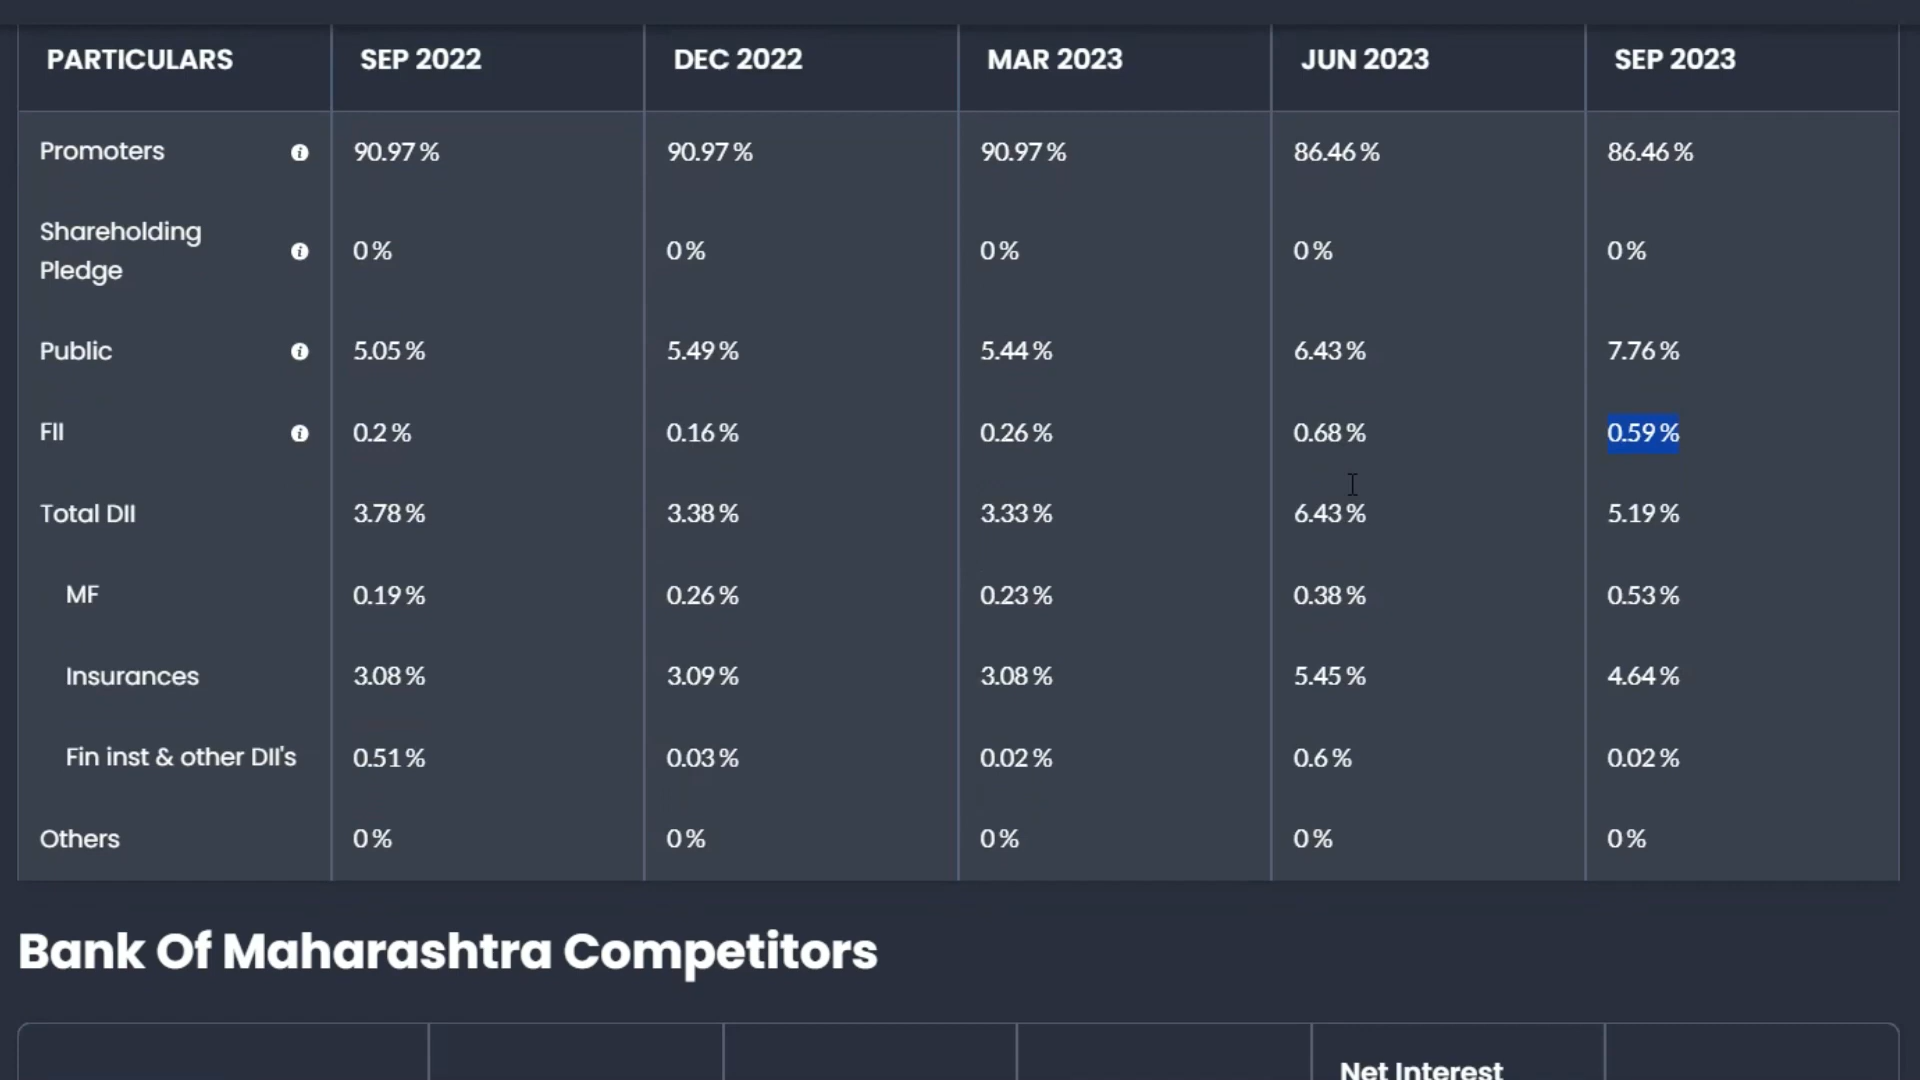 PARTICULARS SEP 2022 DEC 2022 MAR 2023 JUN 2023 SEP 2023
Promoters 90.97 % 90.97 % 90.97 % 86.46 % 86.46 %
Shareholding
Pledge 0 % 0 % 0 % 0 % 0 %
Public 5.05 % 5.49 % 5.44 % 6.43 % 7.76 %
FII 0.2 % 0.16 % 0.26 % 0.68 % 0.59 %
Total DII 3.78 % 3.38 % 3.33 % 6.43 % 5.19 %
MF 0.19 % 0.26 % 0.23 % 0.38 % 0.53 %
Insurances 3.08 % 3.09 % 3.08 % 5.45 % 4.64 %
Fin inst & other DII's 0.51 % 0.03 % 0.02 % 0.6 % 0.02 %
Others 0 % 0 % 0 % 0 % 0 %
Bank Of Maharashtra Competitors
Net Interest